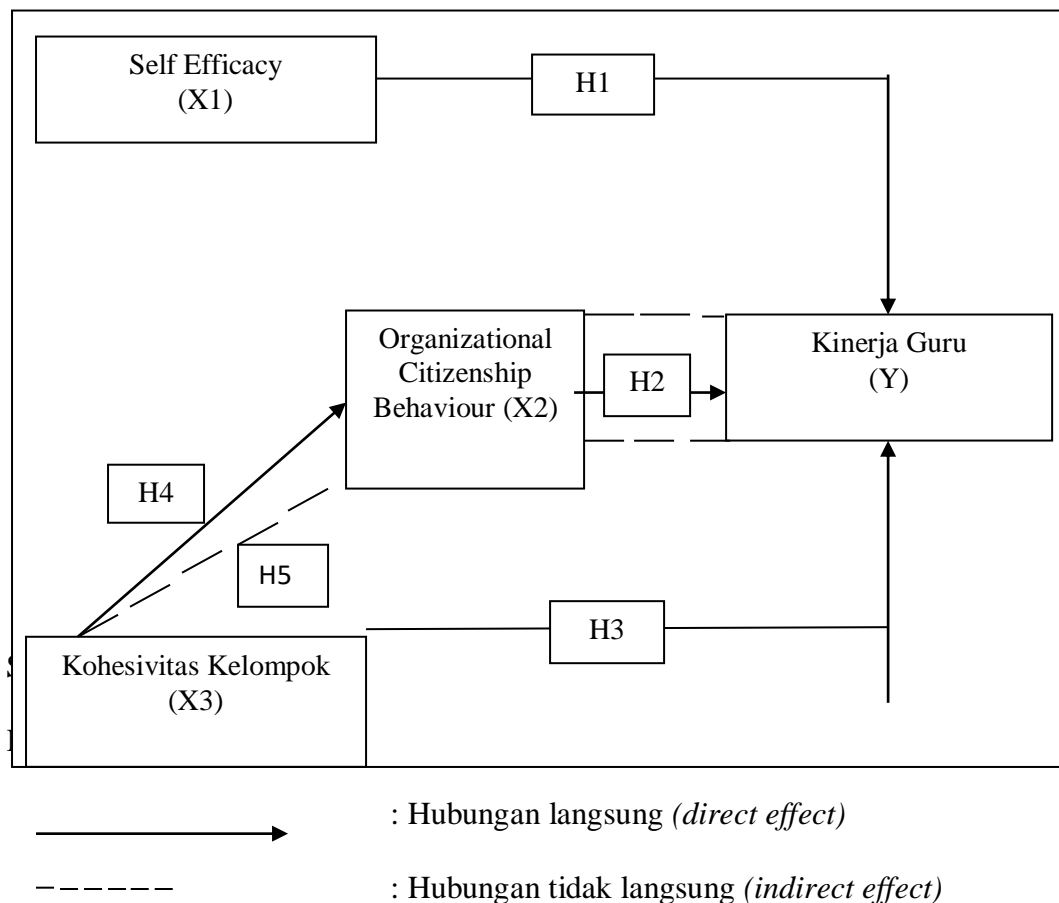 Self Efficacy
(X1)
H1
Organizational
Citizenship
Behaviour (X2)
H2
Kinerja Guru
(Y)
H4
H5
H3
Kohesivitas Kelompok
(X3)
: Hubungan langsung (direct effect)
: Hubungan tidak langsung (indirect effect)